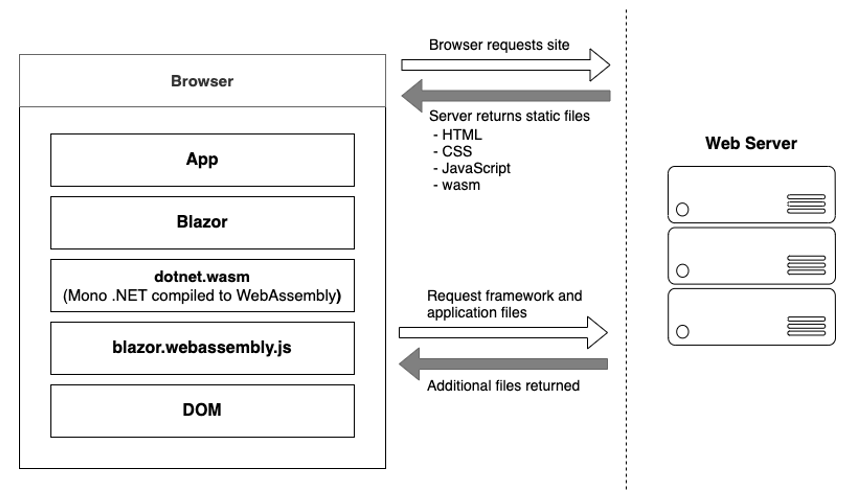 Browser
App
Blazor
dotnet.wasm
(Mono .NET compiled to WebAssembly)
blazor.webassembly.js
DOM
Browser requests site
Server returns static files
- HTML
- CSS
- JavaScript
- wasm
Request framework and
application files
Additional files returned
Web Server